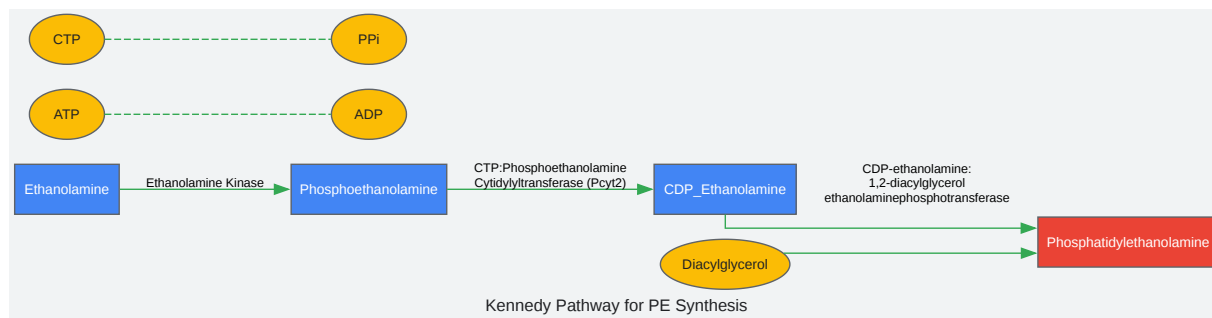 CTP
PPi
ATP
ADP
Ethanolamine
Ethanolamine Kinase
Phosphoethanolamine
CTP:Phosphoethanolamine
Cytidylyltransferase (Pcyt2)
CDP_Ethanolamine
CDP-ethanolamine:
1,2-diacylglycerol
ethanolaminephosphotransferase
Phosphatidylethanolamine
Diacylglycerol
Kennedy Pathway for PE Synthesis